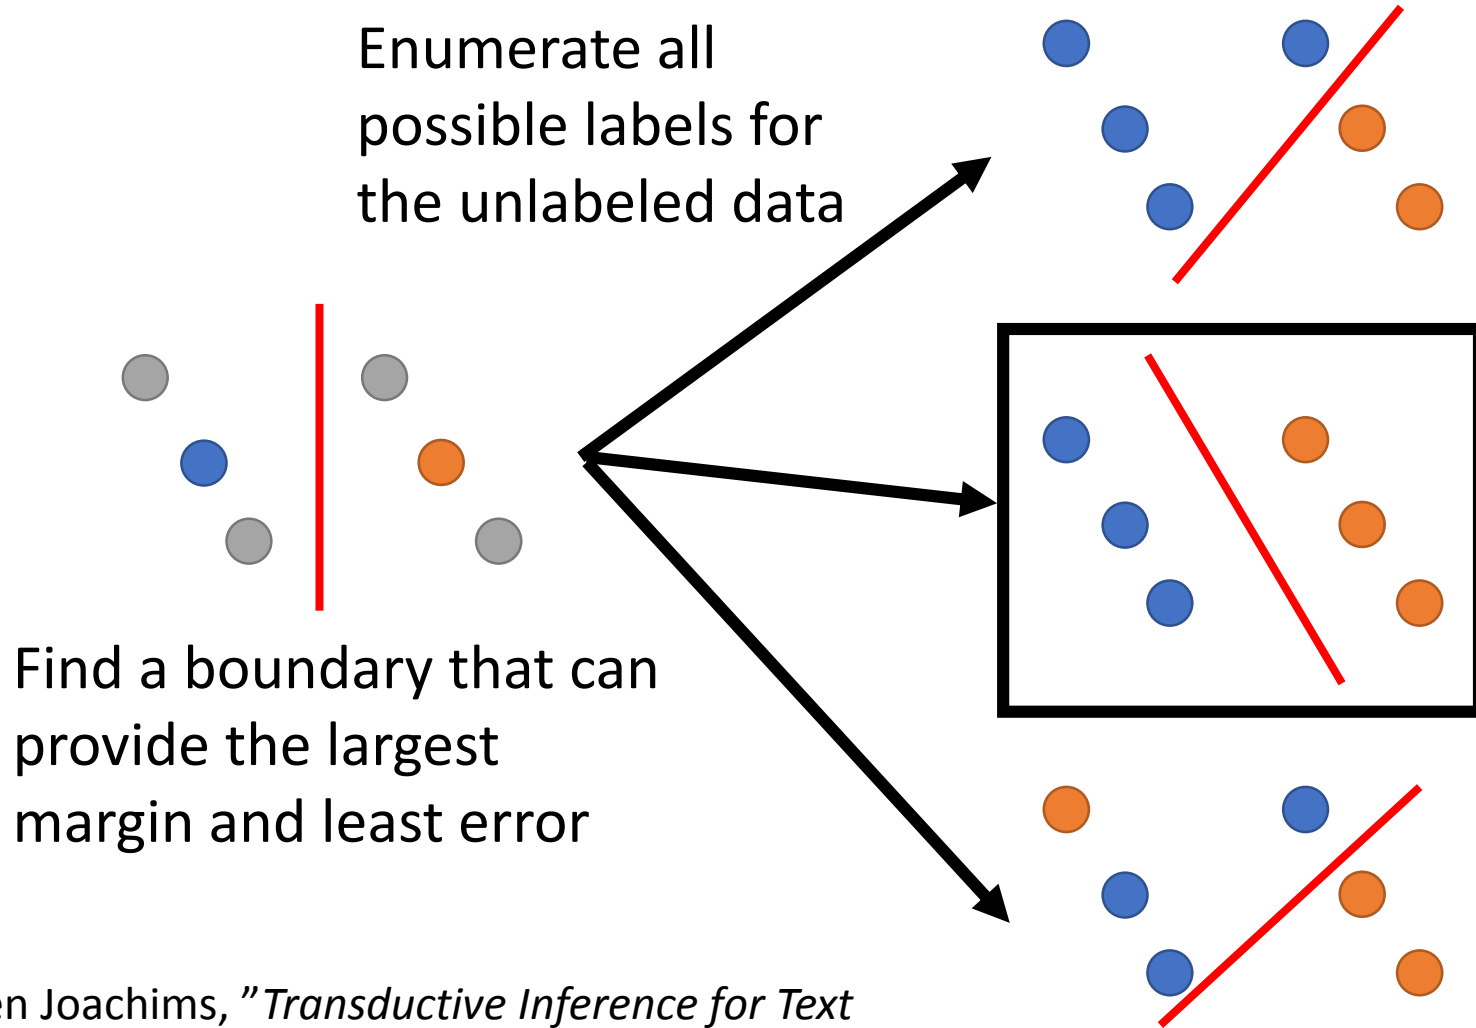 Enumerate all
possible labels for
the unlabeled data
Find a boundary that can
provide the largest
margin and least error
en Joachims, ”Transductive Inference for Text